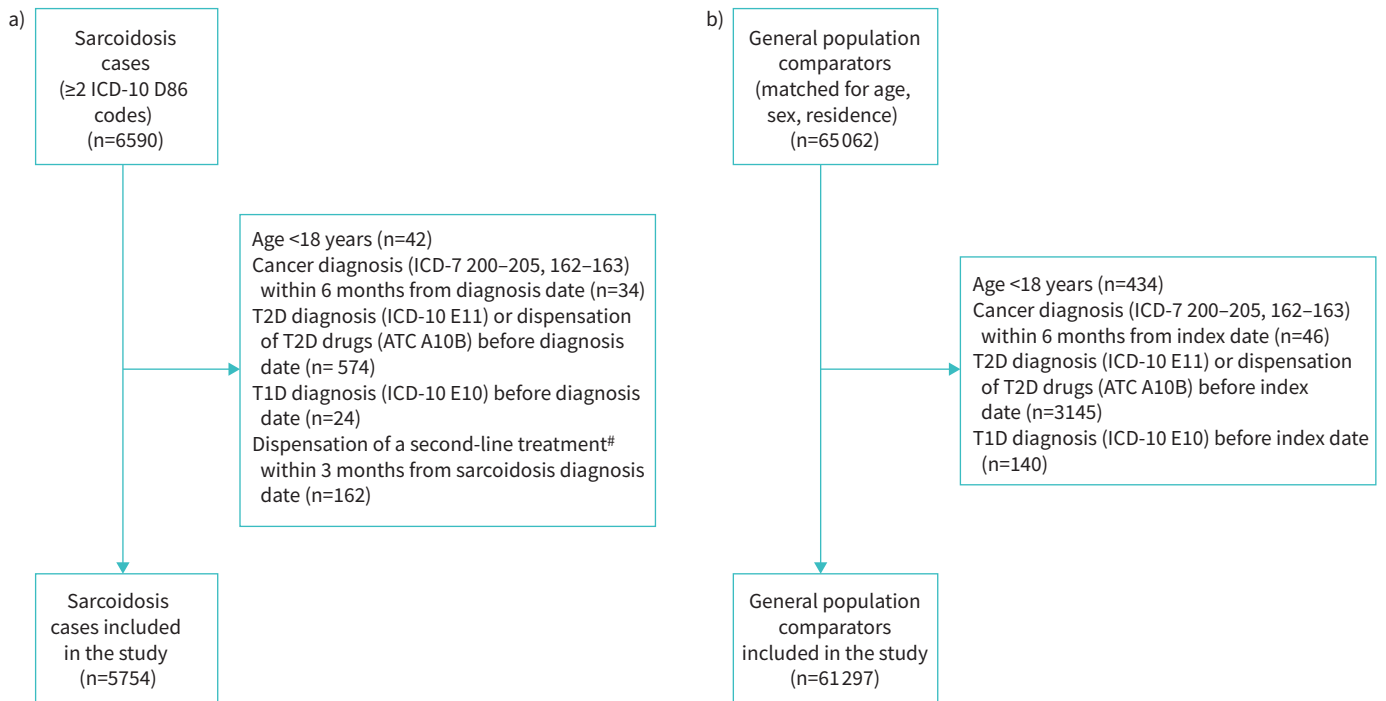 a)
Sarcoidosis
cases
(≥2 ICD-10 D86
codes)
(n=6590)
Age <18 years (n=42)
Cancer diagnosis (ICD-7 200–205, 162–163)
within 6 months from diagnosis date (n=34)
T2D diagnosis (ICD-10 E11) or dispensation
of T2D drugs (ATC A10B) before diagnosis
date (n= 574)
T1D diagnosis (ICD-10 E10) before diagnosis
date (n=24)
Dispensation of a second-line treatment#
within 3 months from sarcoidosis diagnosis
date (n=162)
Sarcoidosis
cases included
in the study
(n=5754)
b)
General population
comparators
(matched for age,
sex, residence)
(n=65 062)
Age <18 years (n=434)
Cancer diagnosis (ICD-7 200–205, 162–163)
within 6 months from index date (n=46)
T2D diagnosis (ICD-10 E11) or dispensation
of T2D drugs (ATC A10B) before index
date (n=3145)
T1D diagnosis (ICD-10 E10) before index date
(n=140)
General population
comparators
included in the study
(n=61 297)